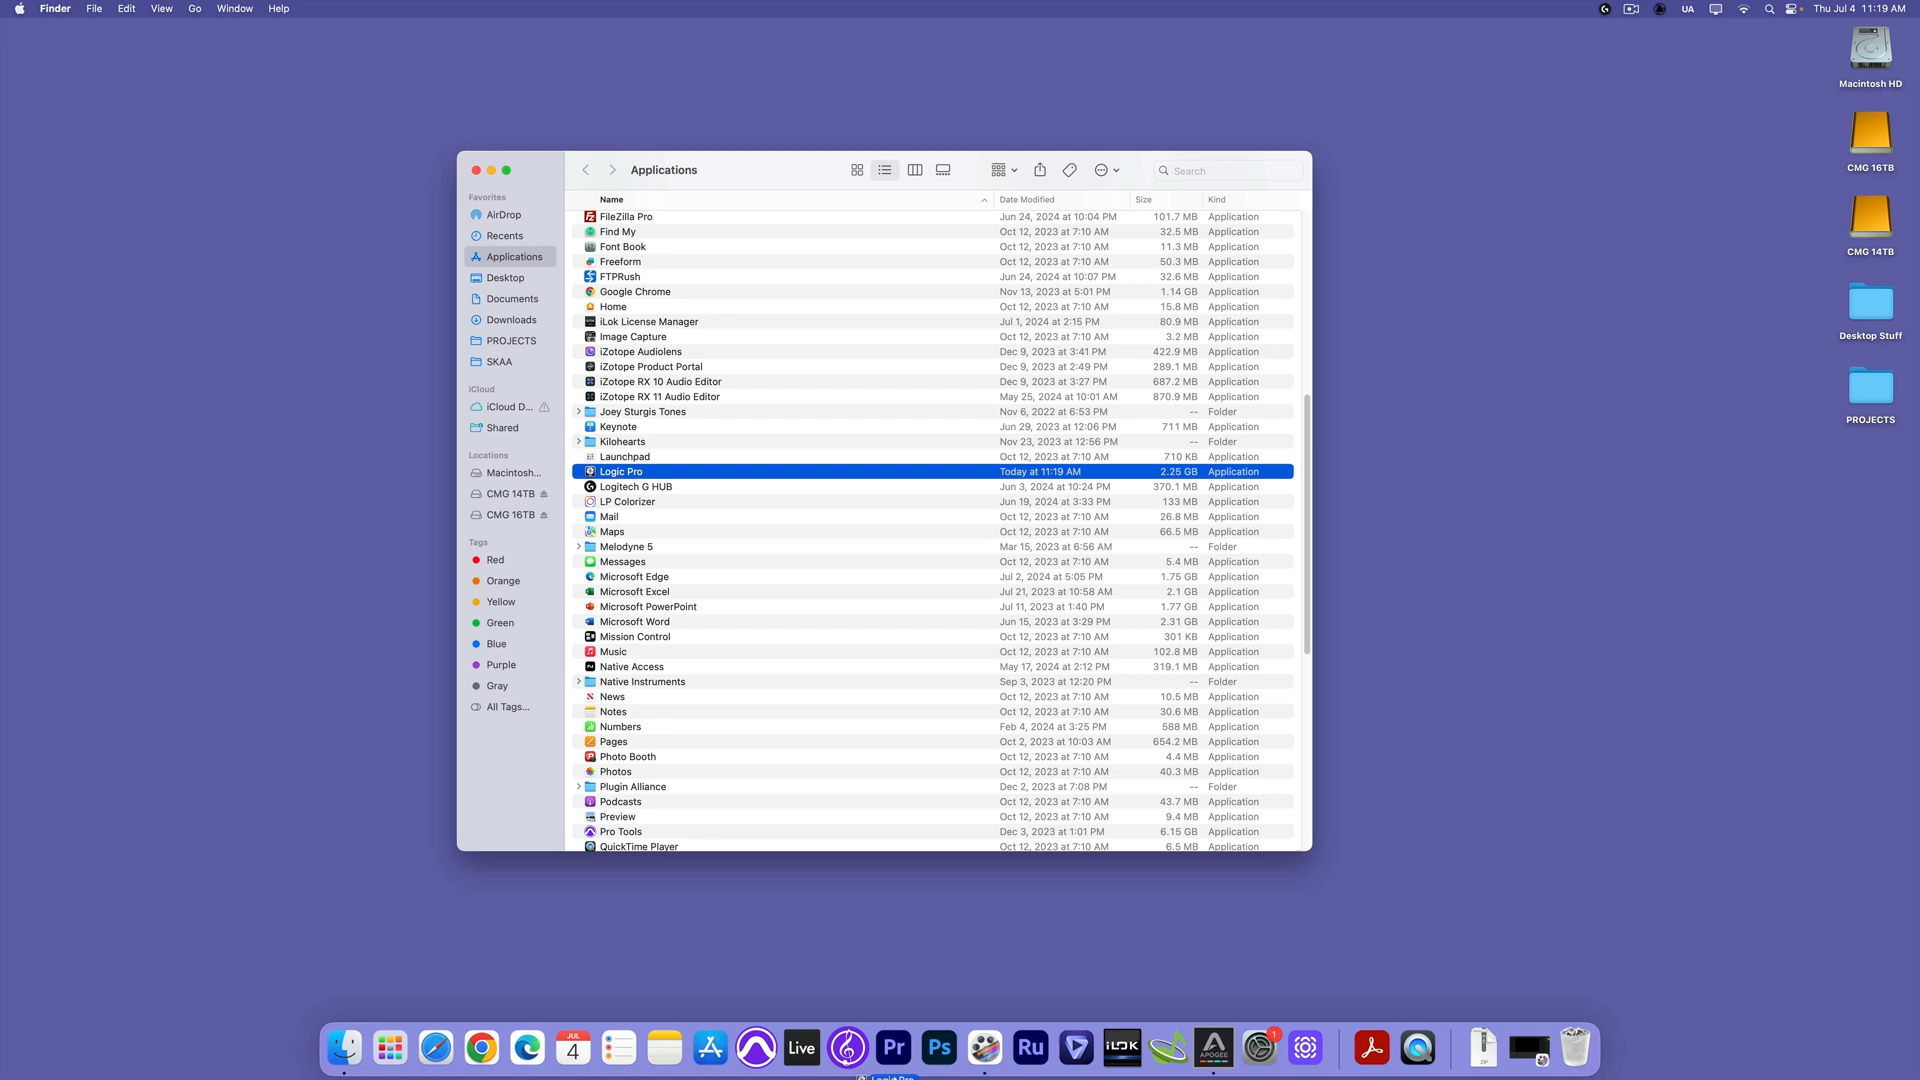 Finder File Edit View Go Window Help
UA Thu Jul 4 11:19 AM
Macintosh HD
CMG 16TB
CMG 14TB
Desktop Stuff
PROJECTS
Applications
Search
Favorites
AirDrop
Recents
Applications
Desktop
Documents
Downloads
PROJECTS
SKAA
iCloud
iCloud D...
Shared
Locations
Macintosh...
CMG 14TB
CMG 16TB
Tags
Red
Orange
Yellow
Green
Blue
Purple
Gray
All Tags...
Name Date Modified Size Kind
FileZilla Pro Jun 24, 2024 at 10:04 PM 101.7 MB Application
Find My Oct 12, 2023 at 7:10 AM 32.5 MB Application
Font Book Oct 12, 2023 at 7:10 AM 11.3 MB Application
Freeform Oct 12, 2023 at 7:10 AM 50.3 MB Application
FTPRush Jun 24, 2024 at 10:07 PM 32.6 MB Application
Google Chrome Nov 13, 2023 at 5:01 PM 1.14 GB Application
Home Oct 12, 2023 at 7:10 AM 15.8 MB Application
iLok License Manager Jul 1, 2024 at 2:15 PM 80.9 MB Application
Image Capture Oct 12, 2023 at 7:10 AM 3.2 MB Application
iZotope Audiolens Dec 9, 2023 at 3:41 PM 422.9 MB Application
iZotope Product Portal Dec 9, 2023 at 2:49 PM 289.1 MB Application
iZotope RX 10 Audio Editor Dec 9, 2023 at 3:27 PM 687.2 MB Application
iZotope RX 11 Audio Editor May 25, 2024 at 10:01 AM 870.9 MB Application
Joey Sturgis Tones Nov 6, 2022 at 6:53 PM -- Folder
Keynote Jun 29, 2023 at 12:06 PM 711 MB Application
Kilohearts Nov 23, 2023 at 12:56 PM -- Folder
Launchpad Oct 12, 2023 at 7:10 AM 710 KB Application
Logic Pro Today at 11:19 AM 2.25 GB Application
Logitech G HUB Jun 3, 2024 at 10:24 PM 370.1 MB Application
LP Colorizer Jun 19, 2024 at 3:33 PM 133 MB Application
Mail Oct 12, 2023 at 7:10 AM 26.8 MB Application
Maps Oct 12, 2023 at 7:10 AM 66.5 MB Application
Melodyne 5 Mar 15, 2023 at 6:56 AM -- Folder
Messages Oct 12, 2023 at 7:10 AM 5.4 MB Application
Microsoft Edge Jul 2, 2024 at 5:05 PM 1.75 GB Application
Microsoft Excel Jul 21, 2023 at 10:58 AM 2.1 GB Application
Microsoft PowerPoint Jul 11, 2023 at 1:40 PM 1.77 GB Application
Microsoft Word Jun 15, 2023 at 3:29 PM 2.31 GB Application
Mission Control Oct 12, 2023 at 7:10 AM 301 KB Application
Music Oct 12, 2023 at 7:10 AM 102.8 MB Application
Native Access May 17, 2024 at 2:12 PM 319.1 MB Application
Native Instruments Sep 3, 2023 at 12:20 PM -- Folder
News Oct 12, 2023 at 7:10 AM 10.5 MB Application
Notes Oct 12, 2023 at 7:10 AM 30.6 MB Application
Numbers Feb 4, 2024 at 3:25 PM 588 MB Application
Pages Oct 2, 2023 at 10:03 AM 654.2 MB Application
Photo Booth Oct 12, 2023 at 7:10 AM 4.4 MB Application
Photos Oct 12, 2023 at 7:10 AM 40.3 MB Application
Plugin Alliance Dec 2, 2023 at 7:08 PM -- Folder
Podcasts Oct 12, 2023 at 7:10 AM 43.7 MB Application
Preview Oct 12, 2023 at 7:10 AM 9.4 MB Application
Pro Tools Dec 3, 2023 at 1:01 PM 6.15 GB Application
QuickTime Player Oct 12, 2023 at 7:10 AM 6.5 MB Application
JUL
4
Live
Pr
Ps
Ru
iLOK
APOGEE
1
ZIP
Logic Pro